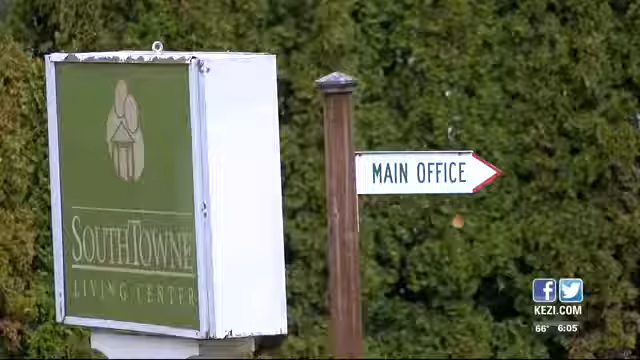 SOUTHTOWNE
LIVING CENTER
MAIN OFFICE
KEZI.COM
66° 6:05